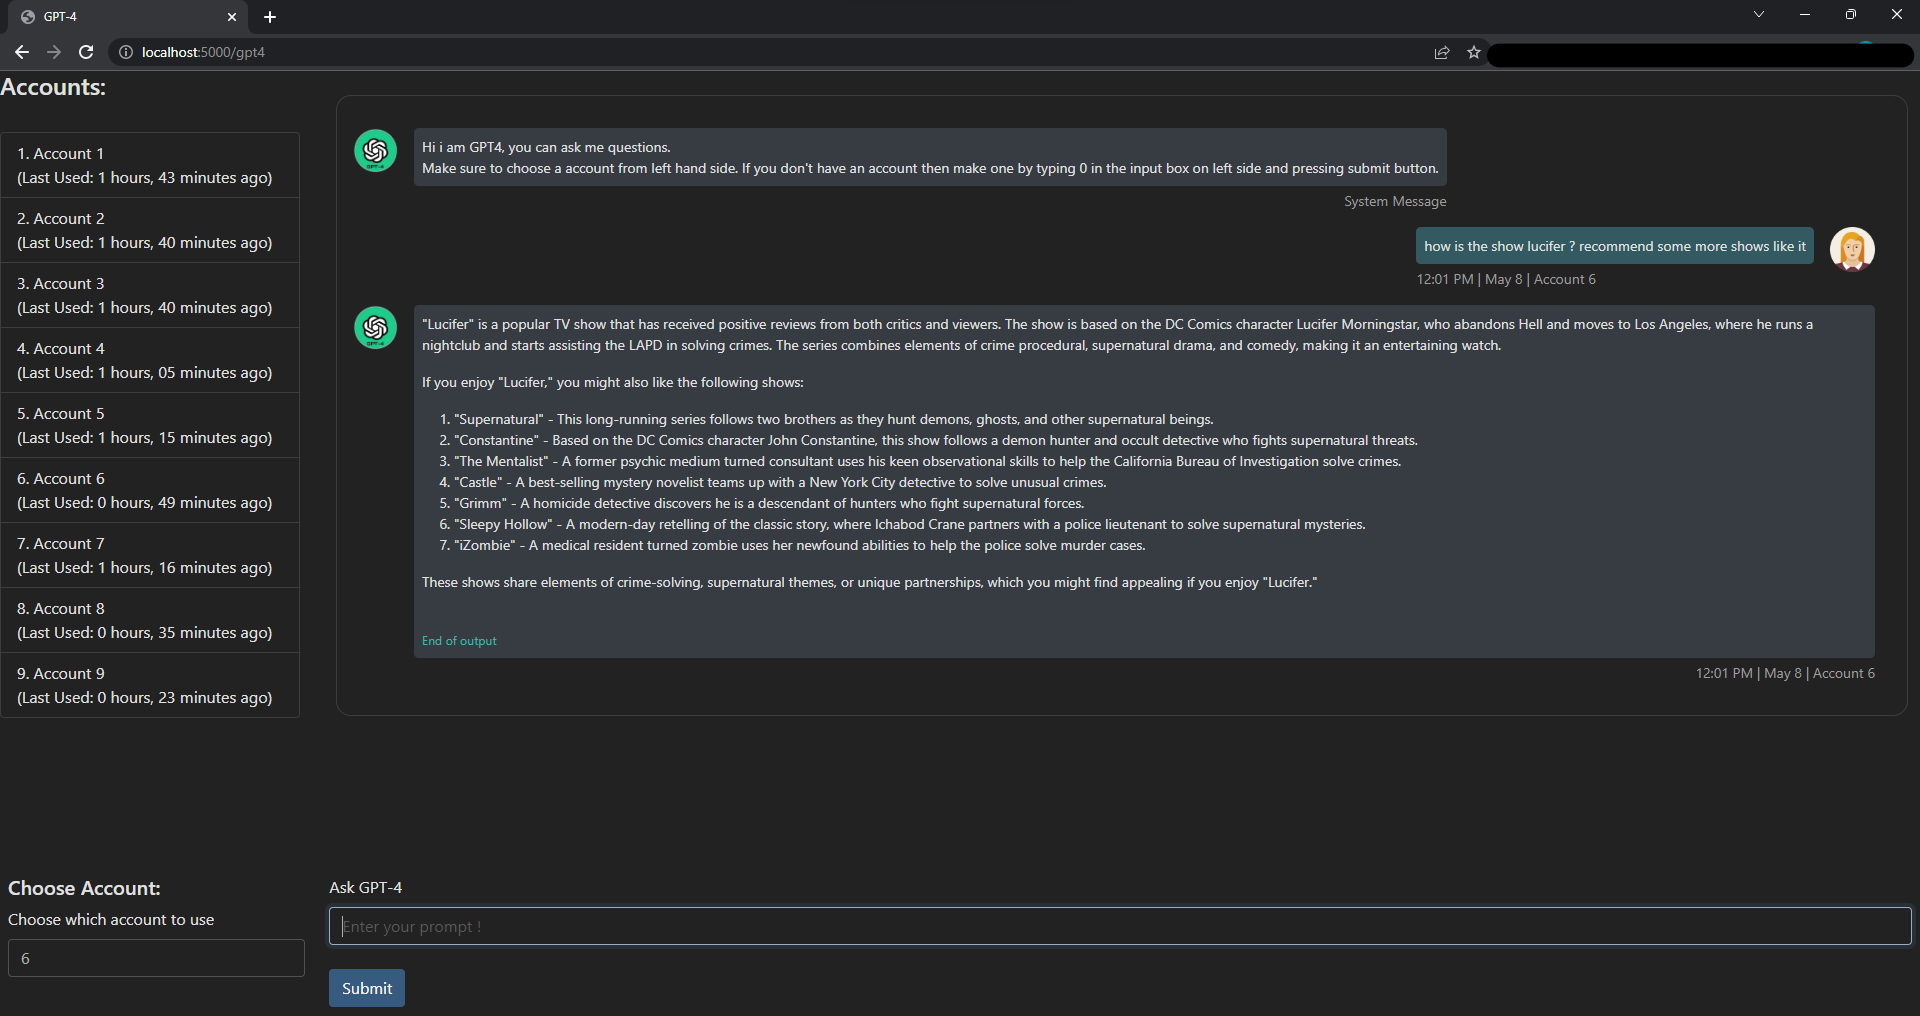 GPT-4
localhost:5000/gpt4
Accounts:
1. Account 1
(Last Used: 1 hours, 43 minutes ago)
2. Account 2
(Last Used: 1 hours, 40 minutes ago)
3. Account 3
(Last Used: 1 hours, 40 minutes ago)
4. Account 4
(Last Used: 1 hours, 05 minutes ago)
5. Account 5
(Last Used: 1 hours, 15 minutes ago)
6. Account 6
(Last Used: 0 hours, 49 minutes ago)
7. Account 7
(Last Used: 1 hours, 16 minutes ago)
8. Account 8
(Last Used: 0 hours, 35 minutes ago)
9. Account 9
(Last Used: 0 hours, 23 minutes ago)
Choose Account:
Choose which account to use
6
GPT-4
Hi i am GPT4, you can ask me questions.
Make sure to choose a account from left hand side. If you don't have an account then make one by typing 0 in the input box on left side and pressing submit button.
System Message
how is the show lucifer ? recommend some more shows like it
12:01 PM | May 8 | Account 6
GPT-4
"Lucifer" is a popular TV show that has received positive reviews from both critics and viewers. The show is based on the DC Comics character Lucifer Morningstar, who abandons Hell and moves to Los Angeles, where he runs a
nightclub and starts assisting the LAPD in solving crimes. The series combines elements of crime procedural, supernatural drama, and comedy, making it an entertaining watch.
If you enjoy "Lucifer," you might also like the following shows:
1. "Supernatural" - This long-running series follows two brothers as they hunt demons, ghosts, and other supernatural beings.
2. "Constantine" - Based on the DC Comics character John Constantine, this show follows a demon hunter and occult detective who fights supernatural threats.
3. "The Mentalist" - A former psychic medium turned consultant uses his keen observational skills to help the California Bureau of Investigation solve crimes.
4. "Castle" - A best-selling mystery novelist teams up with a New York City detective to solve unusual crimes.
5. "Grimm" - A homicide detective discovers he is a descendant of hunters who fight supernatural forces.
6. "Sleepy Hollow" - A modern-day retelling of the classic story, where Ichabod Crane partners with a police lieutenant to solve supernatural mysteries.
7. "iZombie" - A medical resident turned zombie uses her newfound abilities to help the police solve murder cases.
These shows share elements of crime-solving, supernatural themes, or unique partnerships, which you might find appealing if you enjoy "Lucifer."
End of output
12:01 PM | May 8 | Account 6
Ask GPT-4
Enter your prompt !
Submit